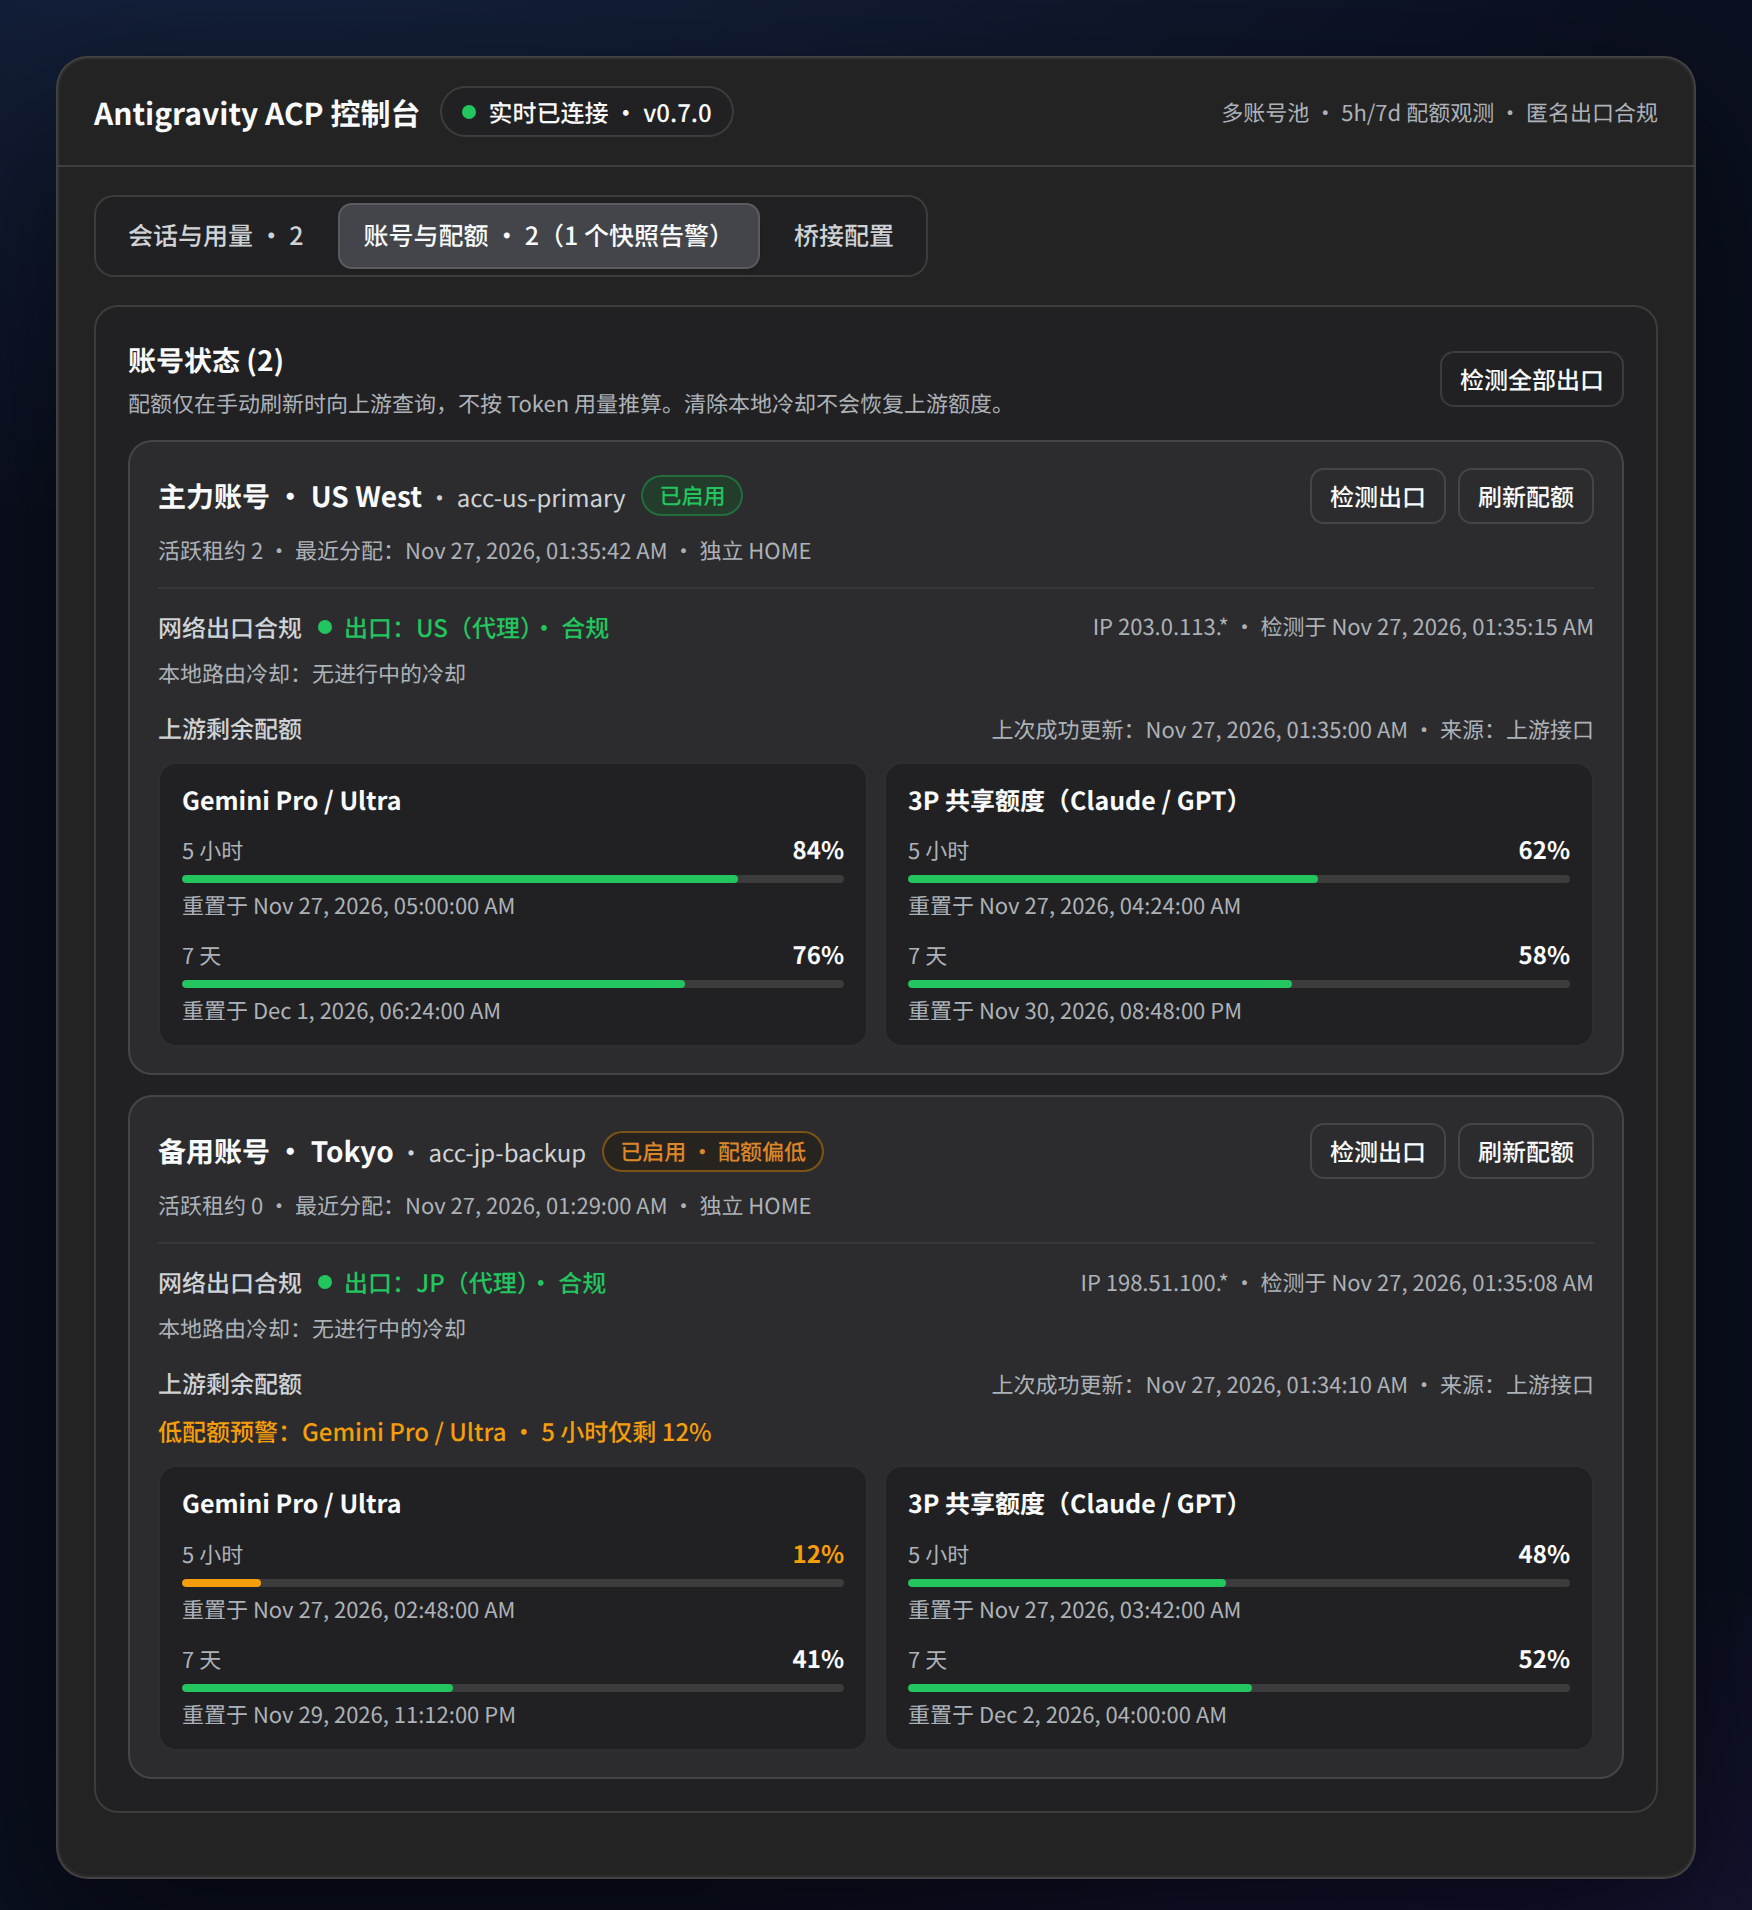 Antigravity ACP 控制台
实时已连接 • v0.7.0
多账号池 • 5h/7d 配额观测 • 匿名出口合规
会话与用量 • 2
账号与配额 • 2（1 个快照告警）
桥接配置
账号状态 (2)
配额仅在手动刷新时向上游查询，不按 Token 用量推算。清除本地冷却不会恢复上游额度。
检测全部出口
主力账号 • US West • acc-us-primary
已启用
检测出口
刷新配额
活跃租约 2 • 最近分配：Nov 27, 2026, 01:35:42 AM • 独立 HOME
网络出口合规
出口：US（代理）• 合规
IP 203.0.113.* • 检测于 Nov 27, 2026, 01:35:15 AM
本地路由冷却：无进行中的冷却
上游剩余配额
上次成功更新：Nov 27, 2026, 01:35:00 AM • 来源：上游接口
Gemini Pro / Ultra
5 小时 84%
重置于 Nov 27, 2026, 05:00:00 AM
7 天 76%
重置于 Dec 1, 2026, 06:24:00 AM
3P 共享额度（Claude / GPT）
5 小时 62%
重置于 Nov 27, 2026, 04:24:00 AM
7 天 58%
重置于 Nov 30, 2026, 08:48:00 PM
备用账号 • Tokyo • acc-jp-backup
已启用 • 配额偏低
检测出口
刷新配额
活跃租约 0 • 最近分配：Nov 27, 2026, 01:29:00 AM • 独立 HOME
网络出口合规
出口：JP（代理）• 合规
IP 198.51.100.* • 检测于 Nov 27, 2026, 01:35:08 AM
本地路由冷却：无进行中的冷却
上游剩余配额
上次成功更新：Nov 27, 2026, 01:34:10 AM • 来源：上游接口
低配额预警：Gemini Pro / Ultra • 5 小时仅剩 12%
Gemini Pro / Ultra
5 小时 12%
重置于 Nov 27, 2026, 02:48:00 AM
7 天 41%
重置于 Nov 29, 2026, 11:12:00 PM
3P 共享额度（Claude / GPT）
5 小时 48%
重置于 Nov 27, 2026, 03:42:00 AM
7 天 52%
重置于 Dec 2, 2026, 04:00:00 AM